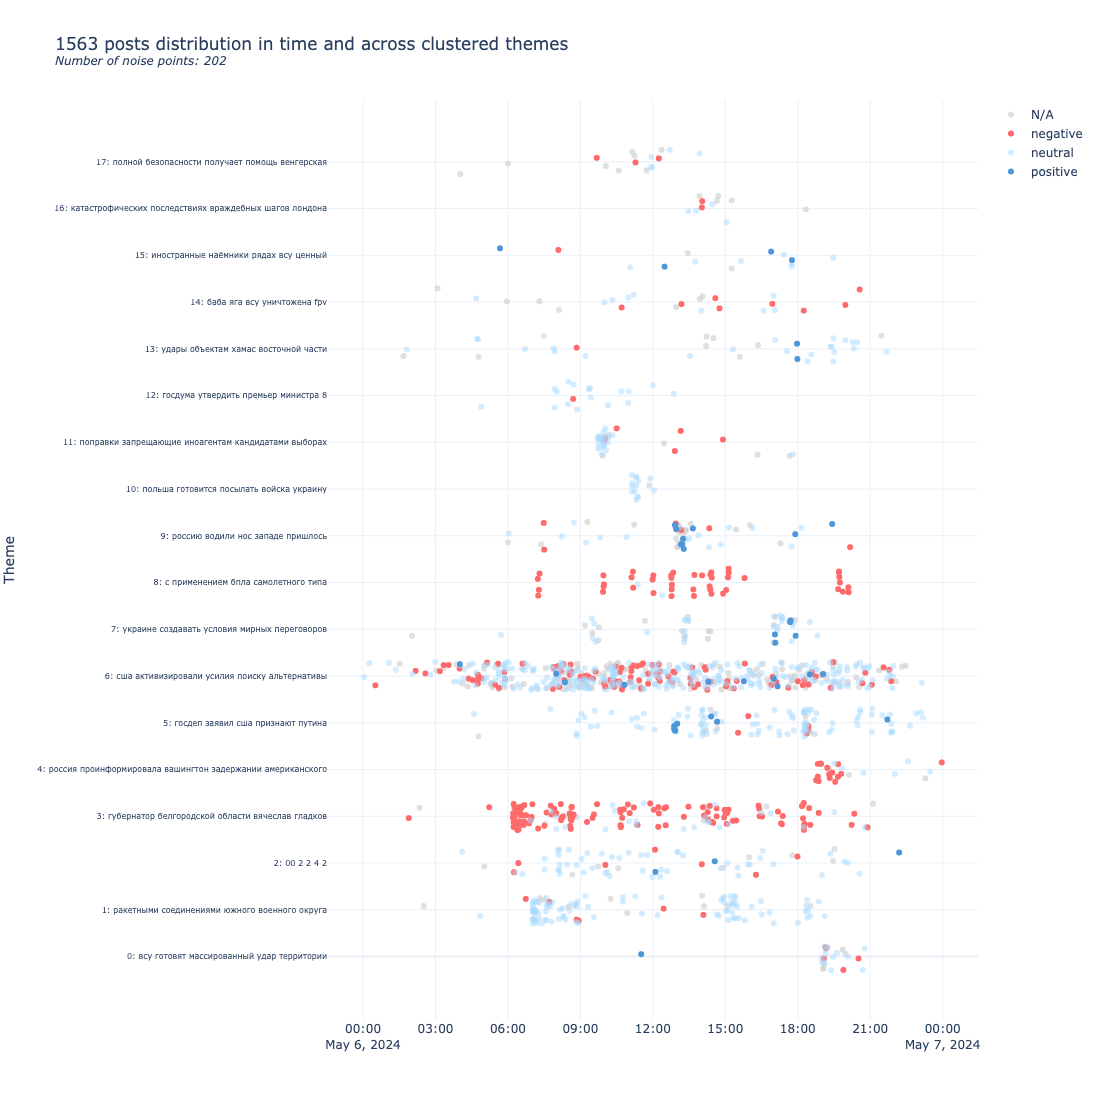 1563 posts distribution in time and across clustered themes
Number of noise points: 202
N/A
negative
neutral
positive
Theme
17: полной безопасности получает помощь венгерская
16: катастрофических последствиях враждебных шагов лондона
15: иностранные наёмники рядах всу ценный
14: баба яга всу уничтожена fpv
13: удары объектам хамас восточной части
12: госдума утвердить премьер министра 8
11: поправки запрещающие иноагентам кандидатами выборах
10: польша готовится посылать войска украину
9: россию водили нос западе пришлось
8: с применением бпла самолетного типа
7: украине создавать условия мирных переговоров
6: сша активизировали усилия поиску альтернативы
5: госдеп заявил сша признают путина
4: россия проинформировала вашингтон задержании американского
3: губернатор белгородской области вячеслав гладков
2: 00 2 2 4 2
1: ракетными соединениями южного военного округа
0: всу готовят массированный удар территории
00:00 03:00 06:00 09:00 12:00 15:00 18:00 21:00 00:00
May 6, 2024 May 7, 2024